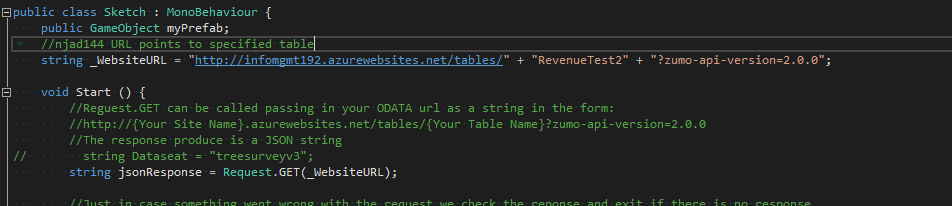 public class Sketch : MonoBehaviour {
public GameObject myPrefab;
//njad144 URL points to specified table
string _WebsiteURL = "http://infomgmt192.azurewebsites.net/tables/" + "RevenueTest2" + "?zumo-api-version=2.0.0";
void Start () {
//Reguest.GET can be called passing in your ODATA url as a string in the form:
//http://{Your Site Name}.azurewebsites.net/tables/{Your Table Name}?zumo-api-version=2.0.0
//The response produce is a JSON string
// string Dataseat = "treesurveyv3";
string jsonResponse = Request.GET(_WebsiteURL);
//Just in case something went wrong with the request we check the reponse and exit if there is no response.